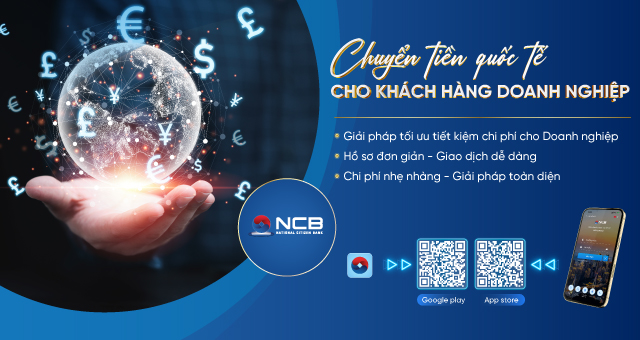 Chuyển tiền quốc tế
CHO KHÁCH HÀNG DOANH NGHIỆP
Giải pháp tối ưu tiết kiệm chi phí cho Doanh nghiệp
Hồ sơ đơn giản - Giao dịch dễ dàng
Chi phí nhẹ nhàng - Giải pháp toàn diện
NCB
NATIONAL CITIZEN BANK
Google play
App store
NCB